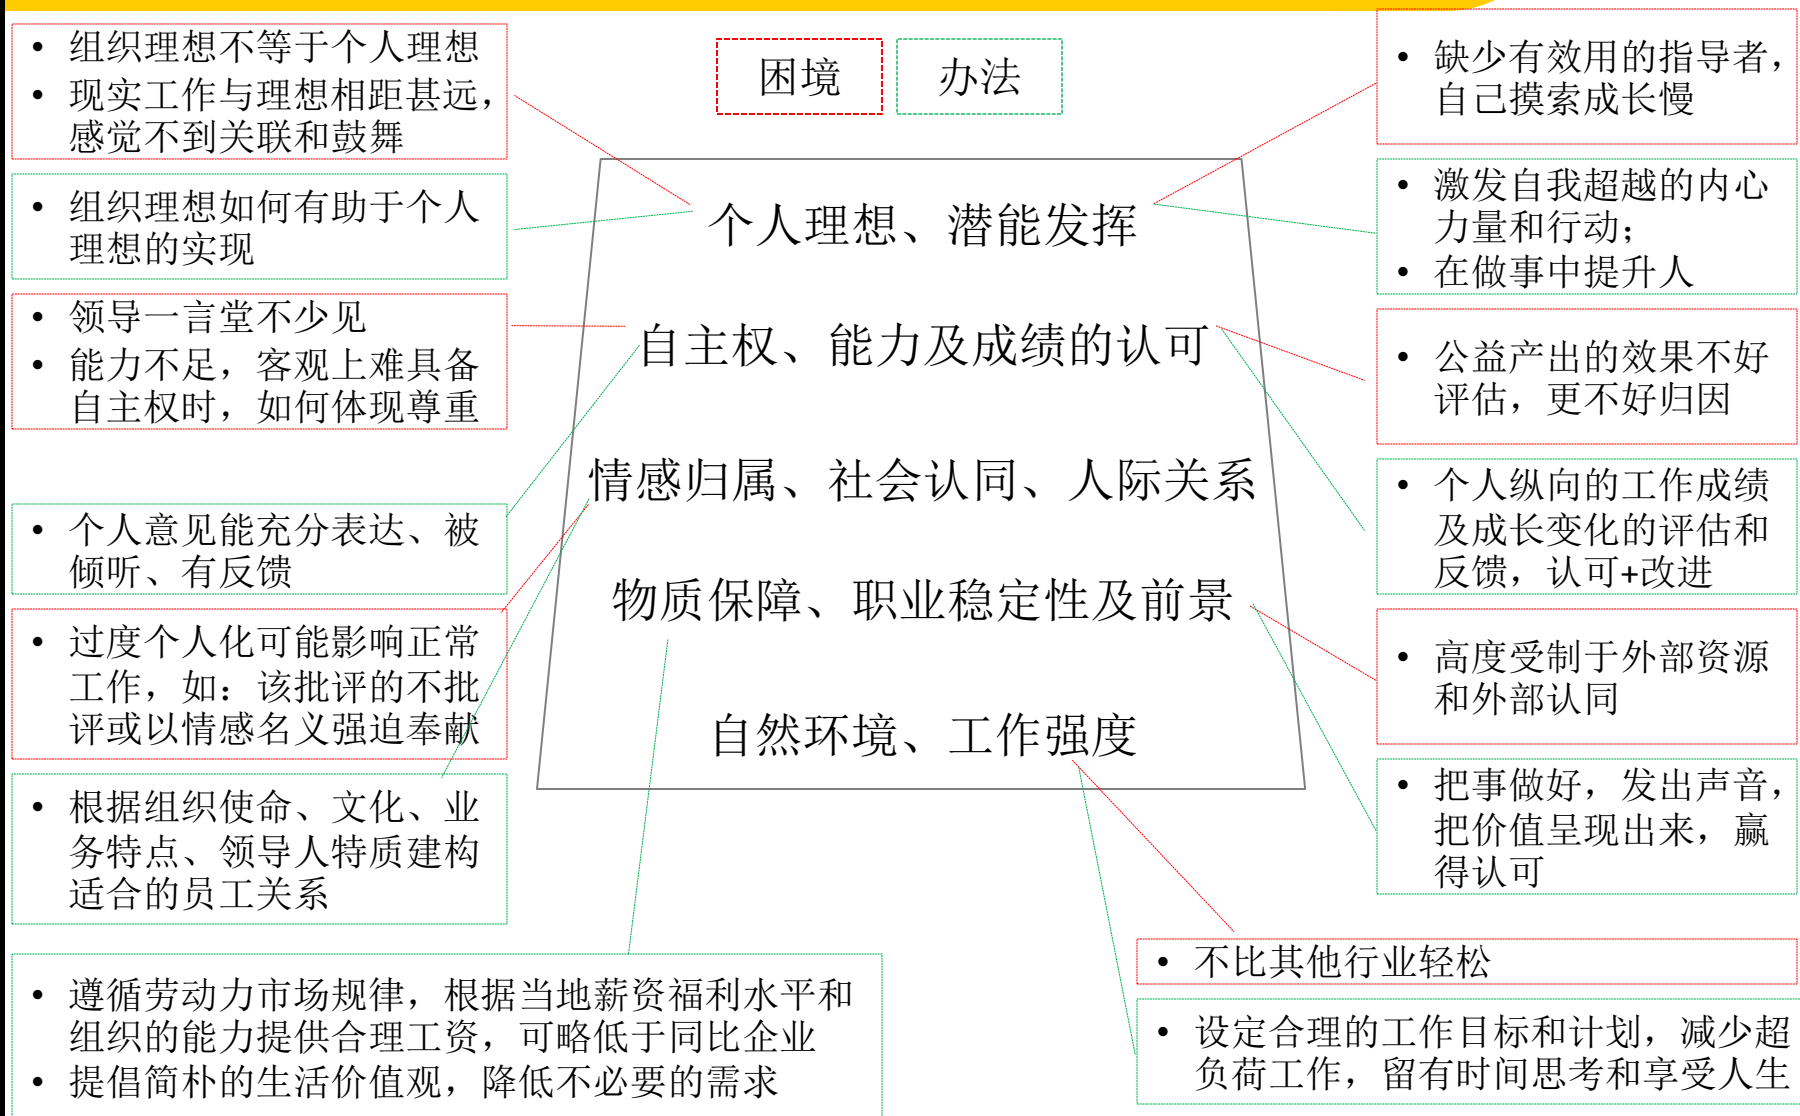 • 组织理想不等于个人理想
• 现实工作与理想相距甚远，
感觉不到关联和鼓舞
• 组织理想如何有助于个人
理想的实现
• 领导一言堂不少见
• 能力不足，客观上难具备
自主权时，如何体现尊重
• 个人意见能充分表达、被
倾听、有反馈
• 过度个人化可能影响正常
工作，如：该批评的不批
评或以情感名义强迫奉献
• 根据组织使命、文化、业
务特点、领导人特质建构
适合的员工关系
• 遵循劳动力市场规律，根据当地薪资福利水平和
组织的能力提供合理工资，可略低于同比企业
• 提倡简朴的生活价值观，降低不必要的需求
困境
办法
个人理想、潜能发挥
自主权、能力及成绩的认可
情感归属、社会认同、人际关系
物质保障、职业稳定性及前景
自然环境、工作强度
• 缺少有效用的指导者，
自己摸索成长慢
• 激发自我超越的内心
力量和行动；
• 在做事中提升人
• 公益产出的效果不好
评估，更不好归因
• 个人纵向的工作成绩
及成长变化的评估和
反馈，认可+改进
• 高度受制于外部资源
和外部认同
• 把事做好，发出声音，
把价值呈现出来，赢
得认可
• 不比其他行业轻松
• 设定合理的工作目标和计划，减少超
负荷工作，留有时间思考和享受人生